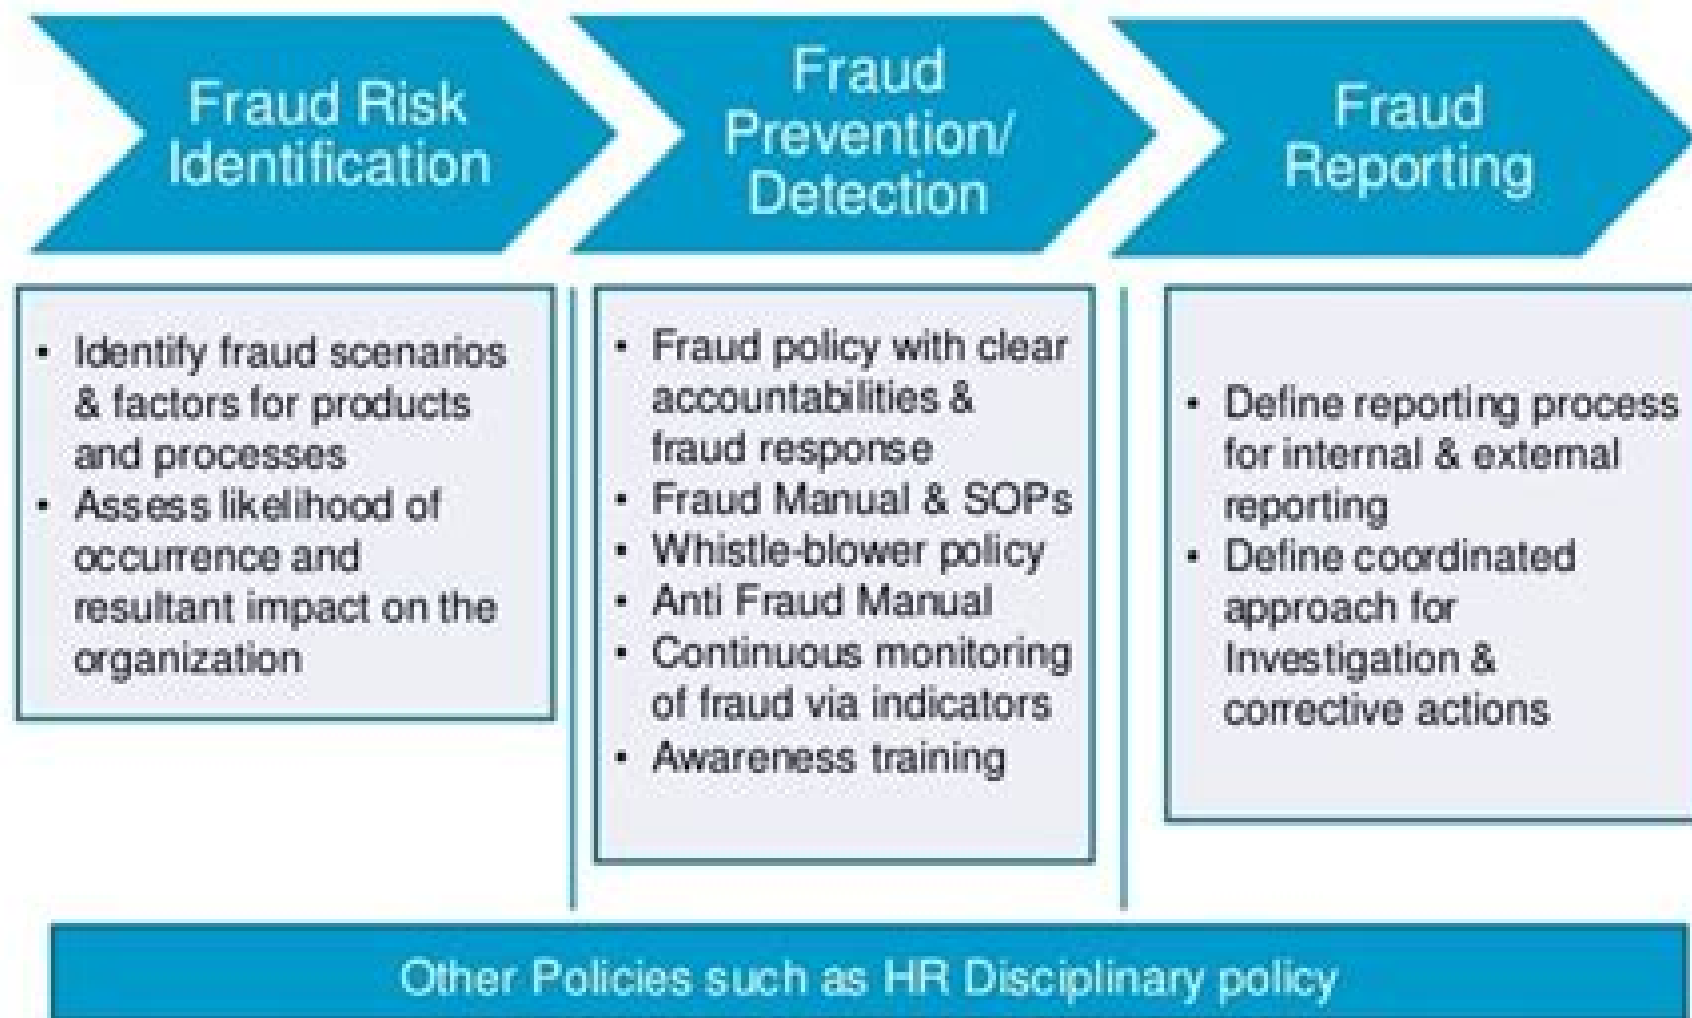 Fraud Risk
Identification
Fraud
Prevention/
Detection
Fraud
Reporting
• Identify fraud scenarios
& factors for products
and processes
• Assess likelihood of
occurrence and
resultant impact on the
organization
• Fraud policy with clear
accountabilities &
fraud response
• Fraud Manual & SOPs
• Whistle-blower policy
• Anti Fraud Manual
• Continuous monitoring
of fraud via indicators
• Awareness training
• Define reporting process
for internal & external
reporting
• Define coordinated
approach for
Investigation &
corrective actions
Other Policies such as HR Disciplinary policy